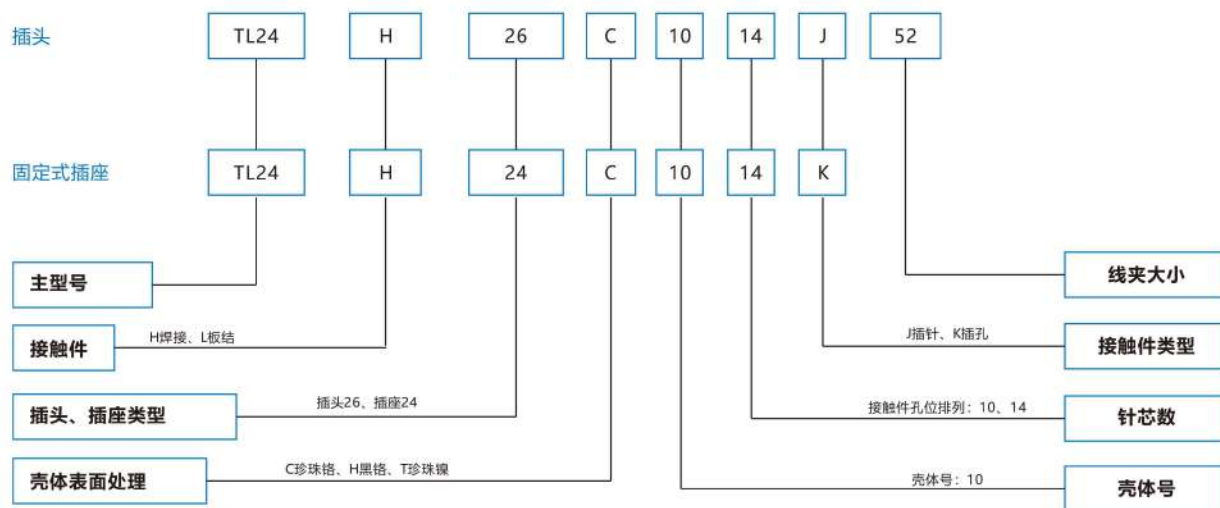 插头 TL24 H 26 C 10 14 J 52
固定式插座 TL24 H 24 C 10 14 K
主型号
线夹大小
接触件 H焊接、L板结
J插针、K插孔 接触件类型
插头、插座类型 插头26、插座24
接触件孔位排列：10、14 针芯数
壳体表面处理 C珍珠铬、H黑铬、T珍珠镍
壳体号：10 壳体号